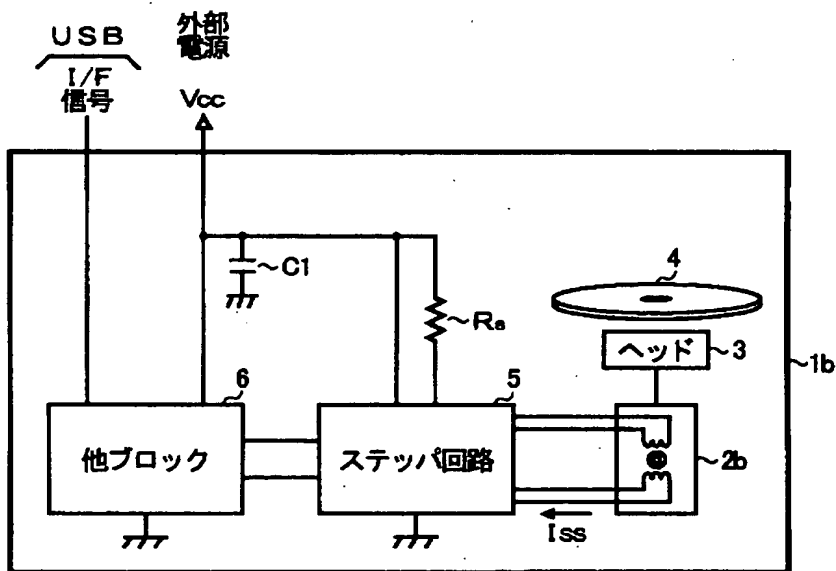 USB
I/F
信号
外部
電源
Vcc
C1
Rs
4
ヘッド
3
1b
6
5
他ブロック
ステッパ回路
2b
Iss